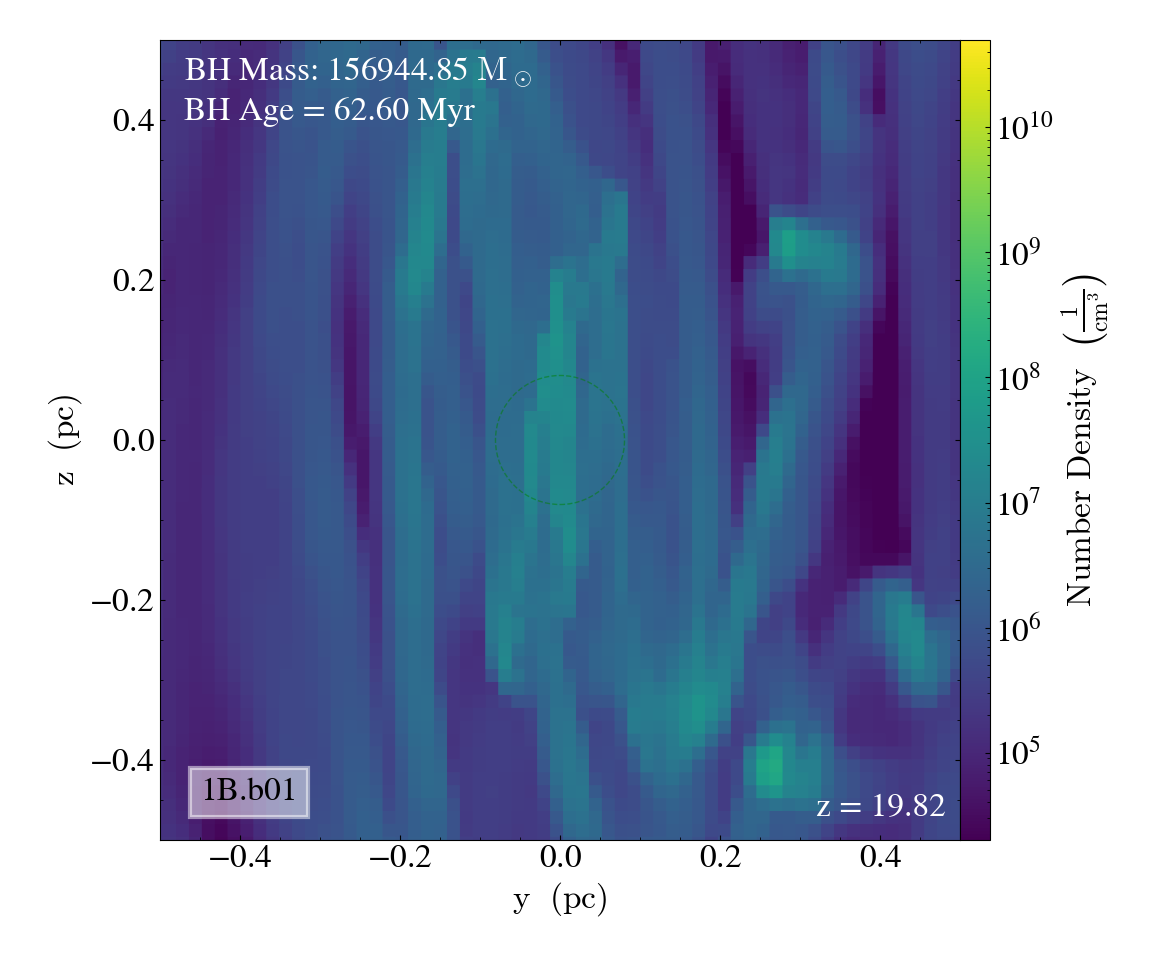 BH Mass: 156944.85 M⊙
BH Age = 62.60 Myr
1B.b01
z = 19.82
z (pc)
0.4
0.2
0.0
−0.2
−0.4
−0.4 −0.2 0.0 0.2 0.4
y (pc)
10¹⁰
10⁹
10⁸
10⁷
10⁶
10⁵
Number Density (1/cm³)